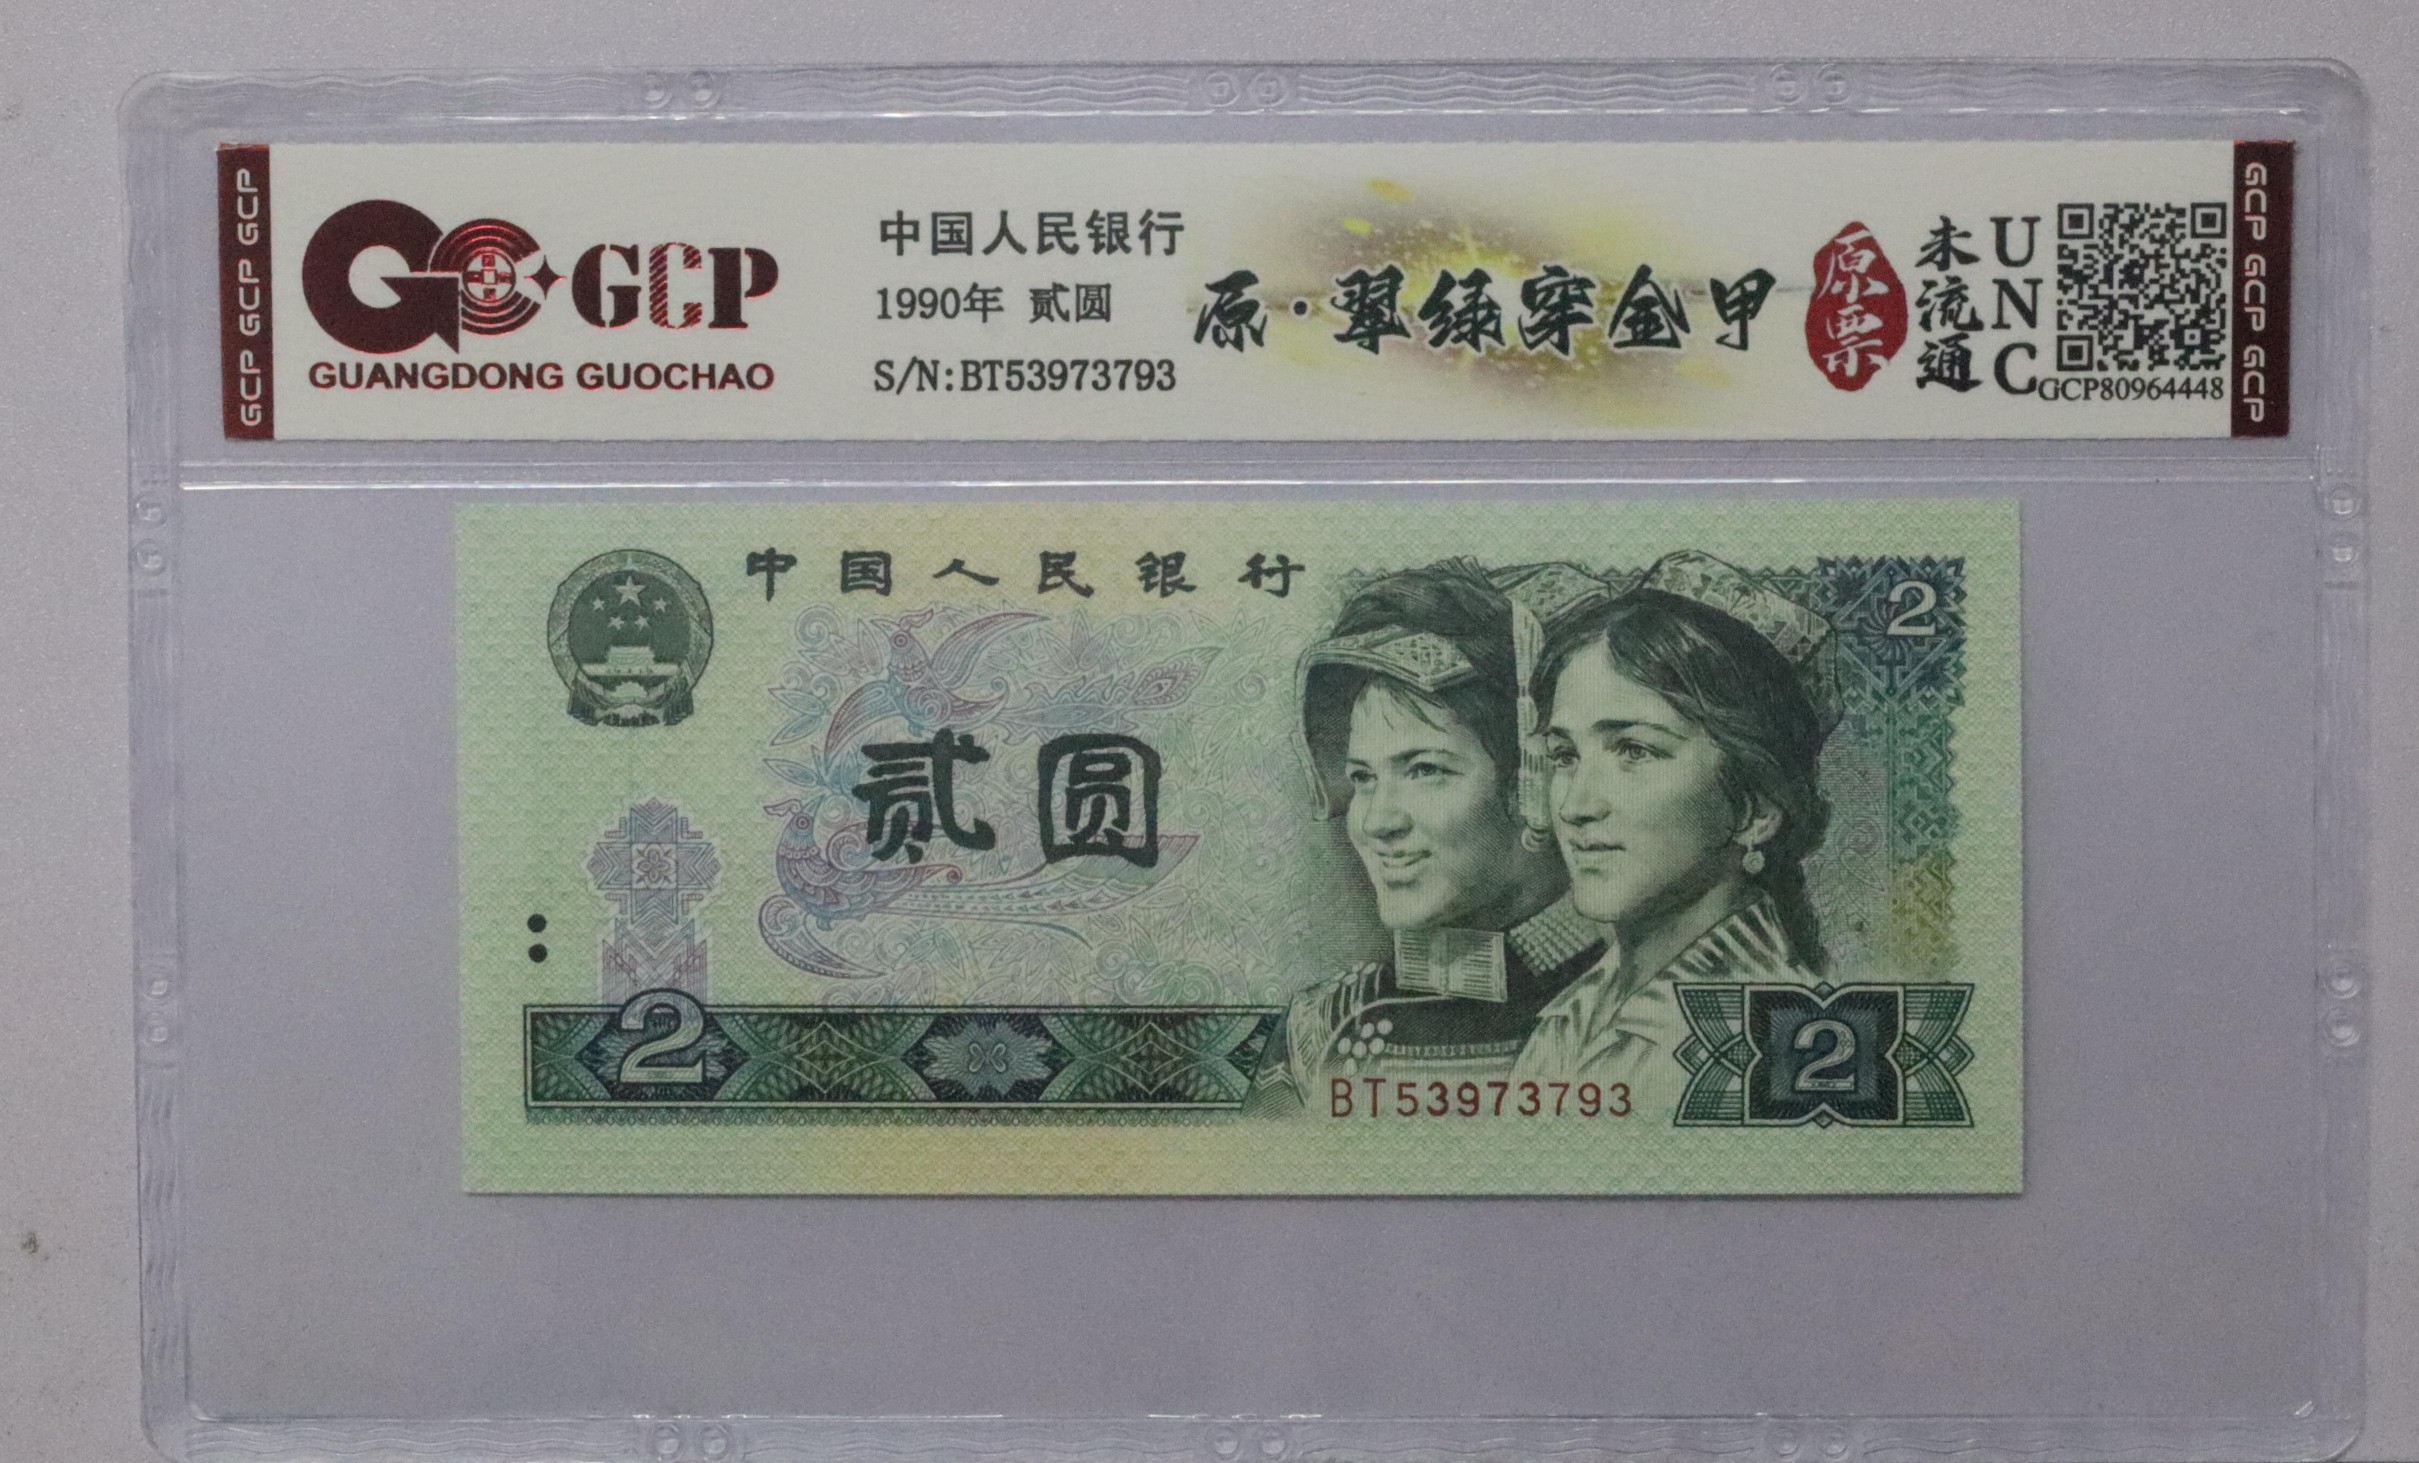 GCP GCP GCP
GCP
GUANGDONG GUOCHAO
中国人民银行
1990年 贰圆
S/N:BT53973793
原·翠绿穿金甲
原票
未流通
UNC
GCP80964448
GCP GCP GCP
中国人民银行
2
贰圆
2
BT53973793
2